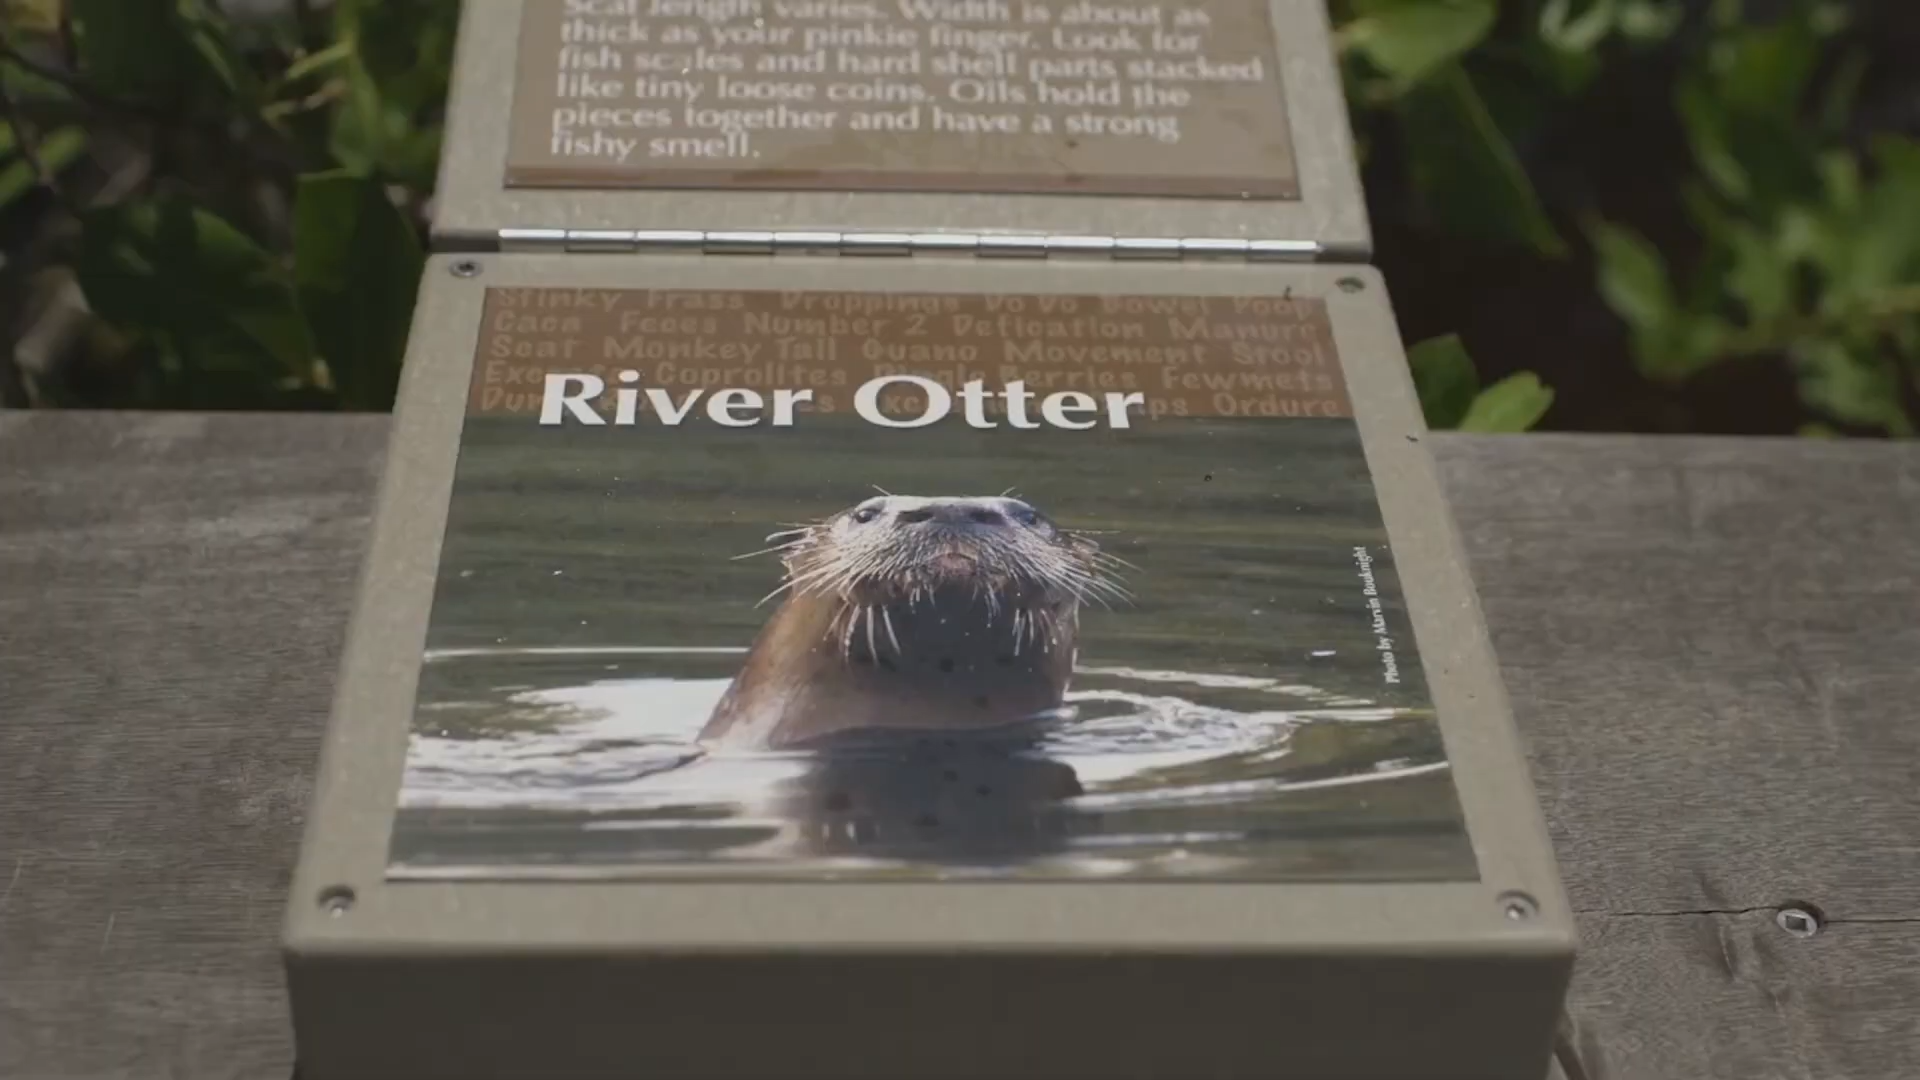 Scat length varies. Width is about as
thick as your pinkie finger. Look for
fish scales and hard shell parts stacked
like tiny loose coins. Oils hold the
pieces together and have a strong
fishy smell.
Stinky Frass Droppings Do Do Bowel Poop
Caca Feces Number 2 Defication Manure
Scat Monkey Tail Guano Movement Stool
Coprolites Berries Fewmets
Ordure
River Otter
Photo by Marvin Bouknight